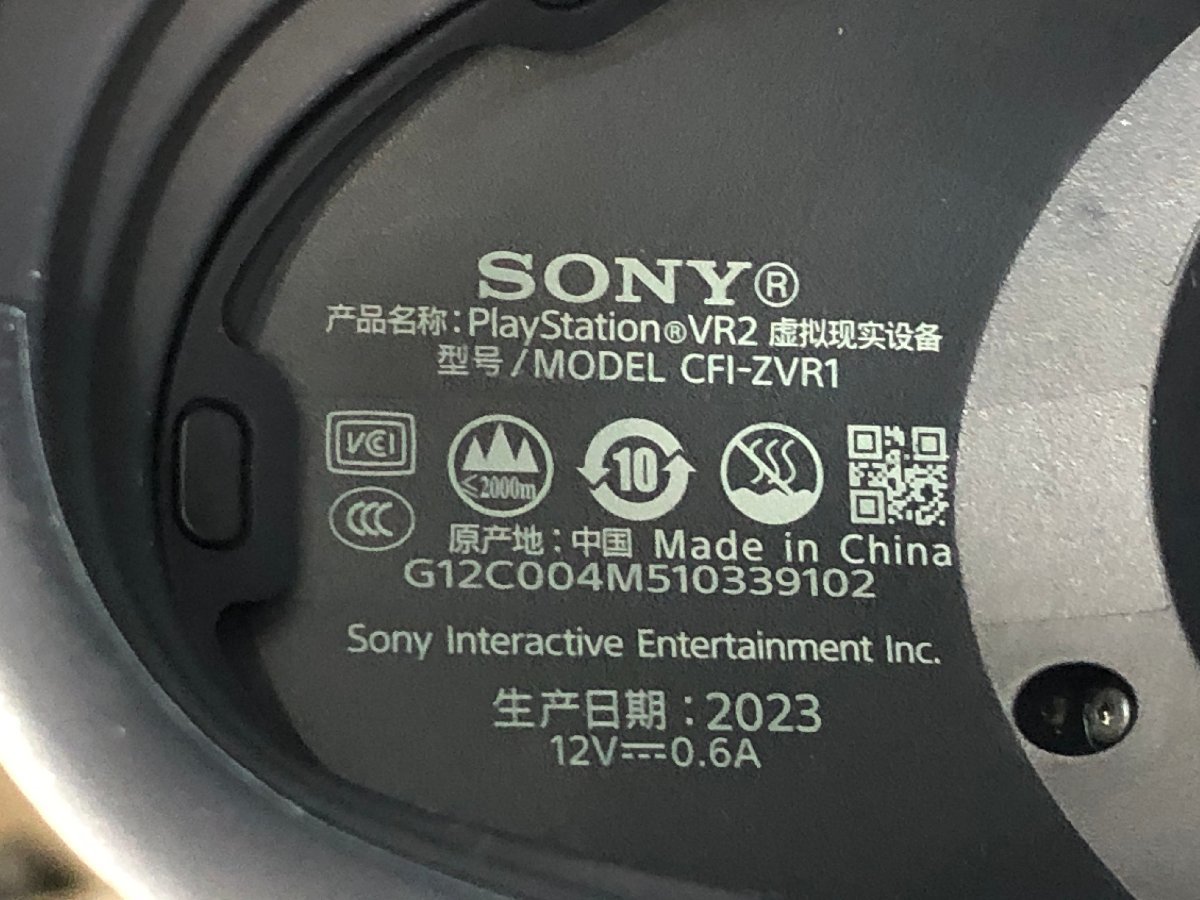 SONY®
产品名称:PlayStation®VR2 虚拟现实设备
型号/MODEL CFI-ZVR1
VCCI
≤2000m
10
CCC
原产地:中国 Made in China
G12C004M510339102
Sony Interactive Entertainment Inc.
生产日期:2023
12V⎓0.6A